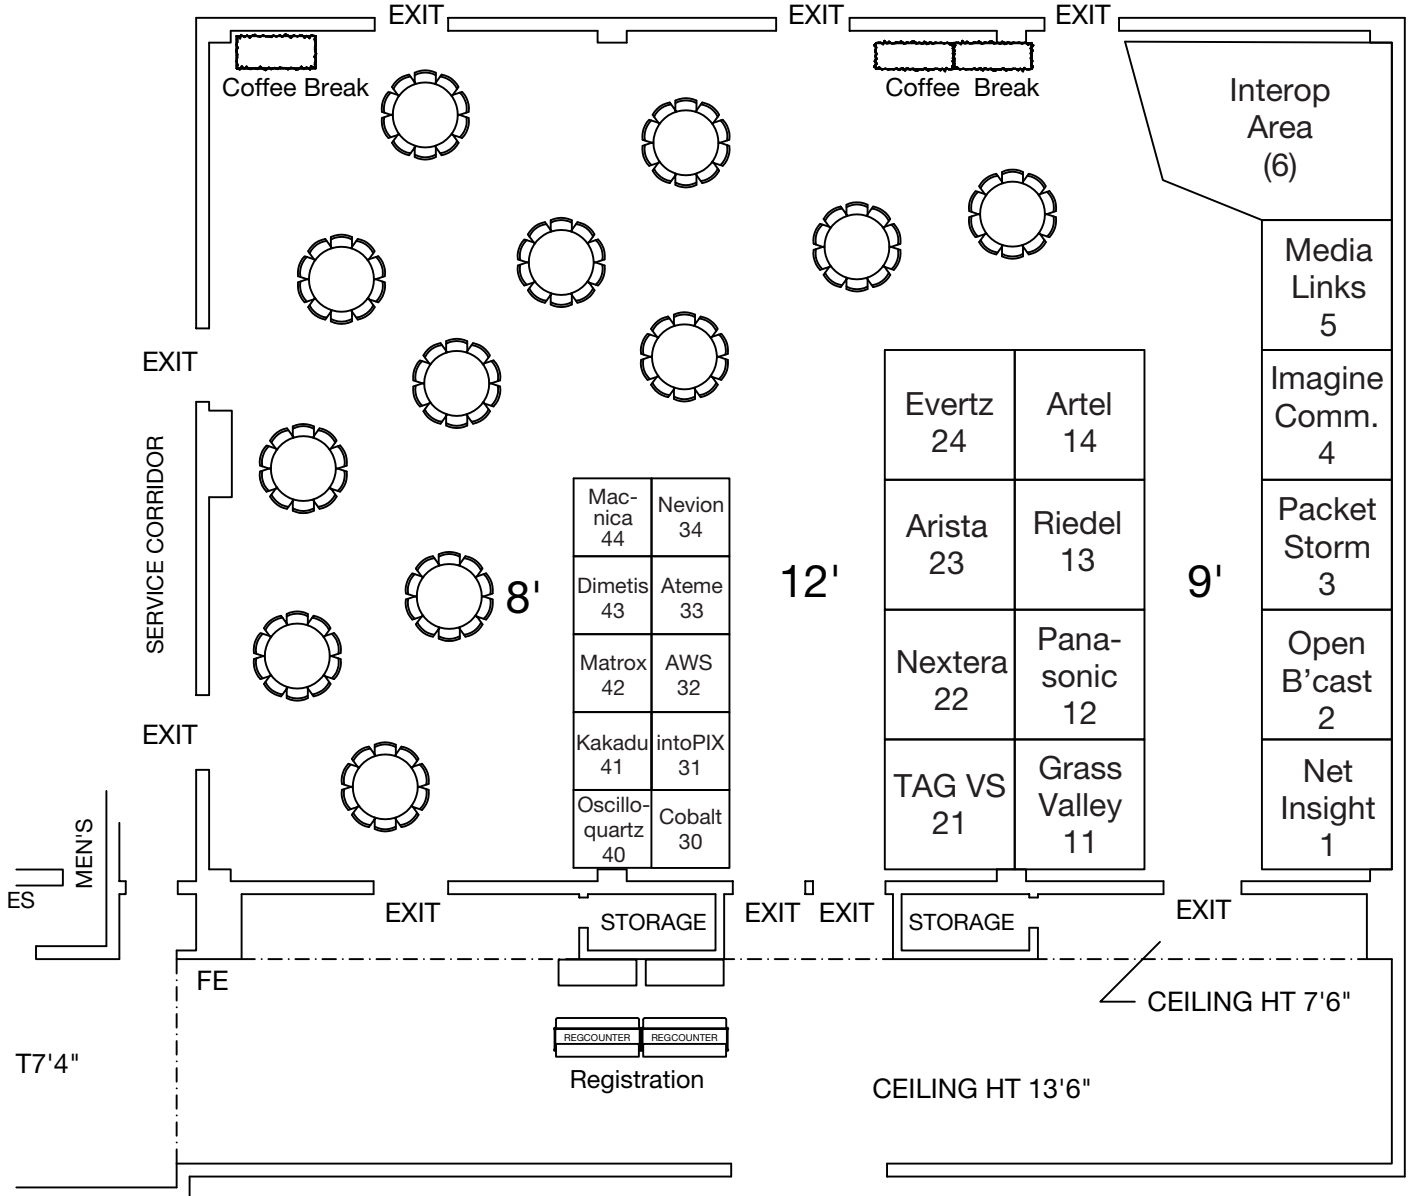 EXIT
EXIT
EXIT
Coffee Break
Coffee Break
Interop
Area
(6)
Media
Links
5
EXIT
Imagine
Comm.
4
Evertz
24
Artel
14
SERVICE CORRIDOR
Mac-
nica
44
Nevion
34
Arista
23
Riedel
13
Packet
Storm
3
8'
12'
9'
Dimetis
43
Ateme
33
Matrox
42
AWS
32
Nextera
22
Pana-
sonic
12
Open
B’cast
2
EXIT
Kakadu
41
intoPIX
31
TAG VS
21
Grass
Valley
11
Net
Insight
1
Oscillo-
quartz
40
Cobalt
30
MEN'S
ES
EXIT
STORAGE
EXIT
EXIT
STORAGE
EXIT
FE
CEILING HT 7'6"
REGCOUNTER
REGCOUNTER
Registration
T7'4"
CEILING HT 13'6"